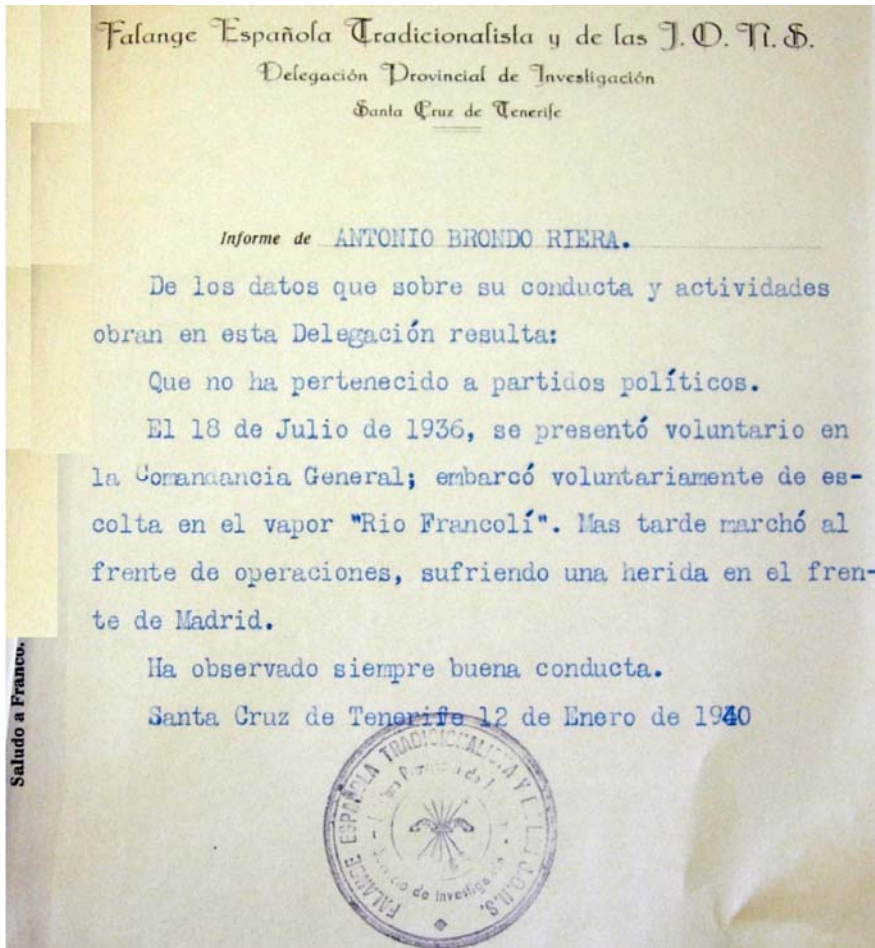 Falange Española Tradicionalista y de las J. O. N. S.
Delegación Provincial de Investigación
Santa Cruz de Tenerife
Informe de ANTONIO BRONDO RIERA.
De los datos que sobre su conducta y actividades
obran en esta Delegación resulta:
Que no ha pertenecido a partidos políticos.
El 18 de Julio de 1936, se presentó voluntario en
la Comandancia General; embarcó voluntariamente de es-
colta en el vapor "Rio Francolí". Mas tarde marchó al
frente de operaciones, sufriendo una herida en el fren-
te de Madrid.
Ha observado siempre buena conducta.
Santa Cruz de Tenerife 12 de Enero de 1940
Saludo a Franco.
FALANGE ESPAÑOLA TRADICIONALISTA Y J.O.N.S.
de Investiga